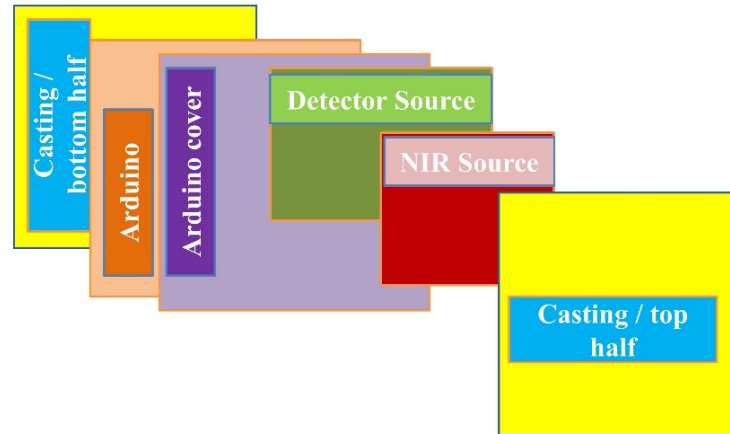 Casting /
bottom half
Arduino
Arduino cover
Detector Source
NIR Source
Casting / top
half